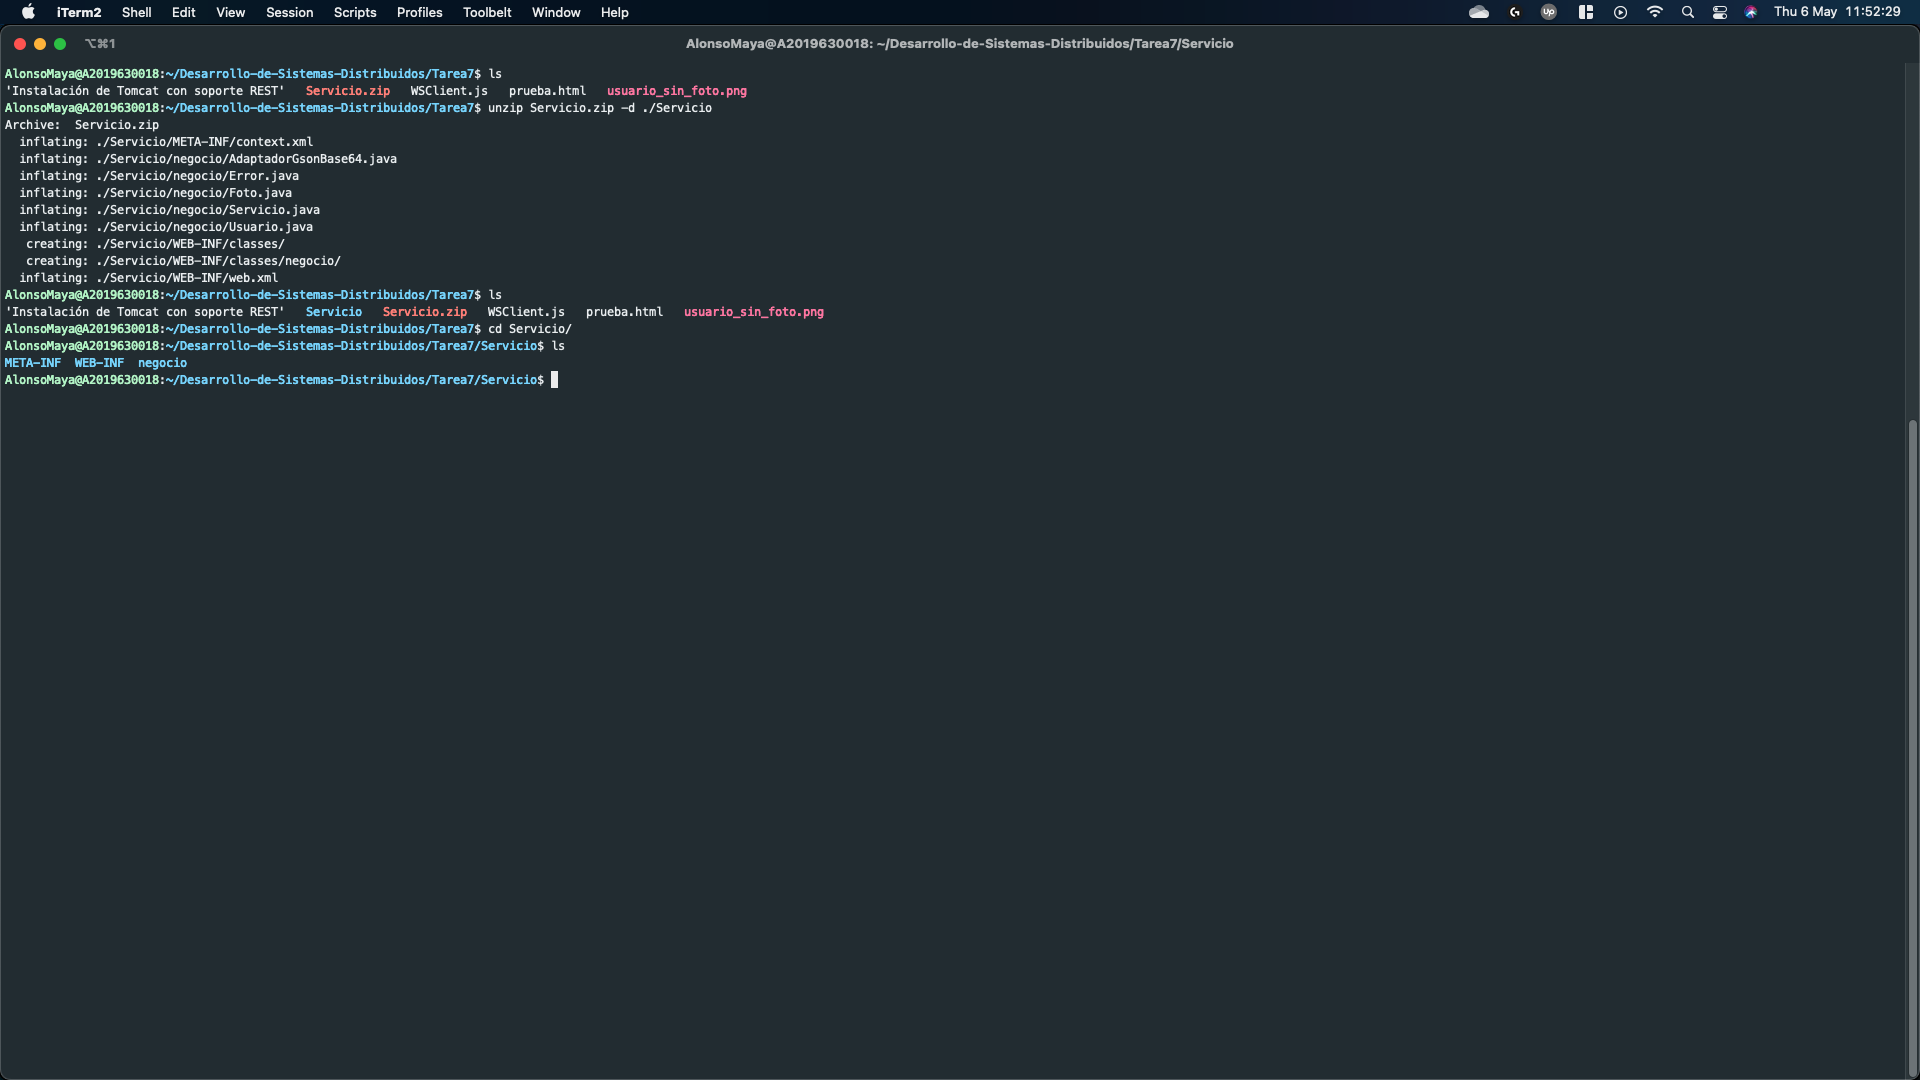 iTerm2 Shell Edit View Session Scripts Profiles Toolbelt Window Help UP Thu 6 May 11:52:29
⌥⌘1 AlonsoMaya@A2019630018: ~/Desarrollo-de-Sistemas-Distribuidos/Tarea7/Servicio
AlonsoMaya@A2019630018:~/Desarrollo-de-Sistemas-Distribuidos/Tarea7$ ls
'Instalación de Tomcat con soporte REST' Servicio.zip WSClient.js prueba.html usuario_sin_foto.png
AlonsoMaya@A2019630018:~/Desarrollo-de-Sistemas-Distribuidos/Tarea7$ unzip Servicio.zip -d ./Servicio
Archive: Servicio.zip
inflating: ./Servicio/META-INF/context.xml
inflating: ./Servicio/negocio/AdaptadorGsonBase64.java
inflating: ./Servicio/negocio/Error.java
inflating: ./Servicio/negocio/Foto.java
inflating: ./Servicio/negocio/Servicio.java
inflating: ./Servicio/negocio/Usuario.java
creating: ./Servicio/WEB-INF/classes/
creating: ./Servicio/WEB-INF/classes/negocio/
inflating: ./Servicio/WEB-INF/web.xml
AlonsoMaya@A2019630018:~/Desarrollo-de-Sistemas-Distribuidos/Tarea7$ ls
'Instalación de Tomcat con soporte REST' Servicio Servicio.zip WSClient.js prueba.html usuario_sin_foto.png
AlonsoMaya@A2019630018:~/Desarrollo-de-Sistemas-Distribuidos/Tarea7$ cd Servicio/
AlonsoMaya@A2019630018:~/Desarrollo-de-Sistemas-Distribuidos/Tarea7/Servicio$ ls
META-INF WEB-INF negocio
AlonsoMaya@A2019630018:~/Desarrollo-de-Sistemas-Distribuidos/Tarea7/Servicio$